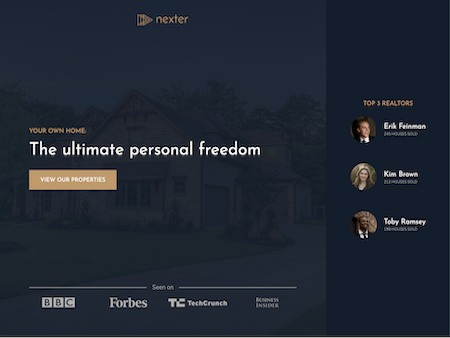 nexter
YOUR OWN HOME:
The ultimate personal freedom
VIEW OUR PROPERTIES
Seen on
BBC
Forbes
TechCrunch
BUSINESS
INSIDER
TOP 3 REALTORS
Erik Feinman
245 HOUSES SOLD
Kim Brown
212 HOUSES SOLD
Toby Ramsey
198 HOUSES SOLD